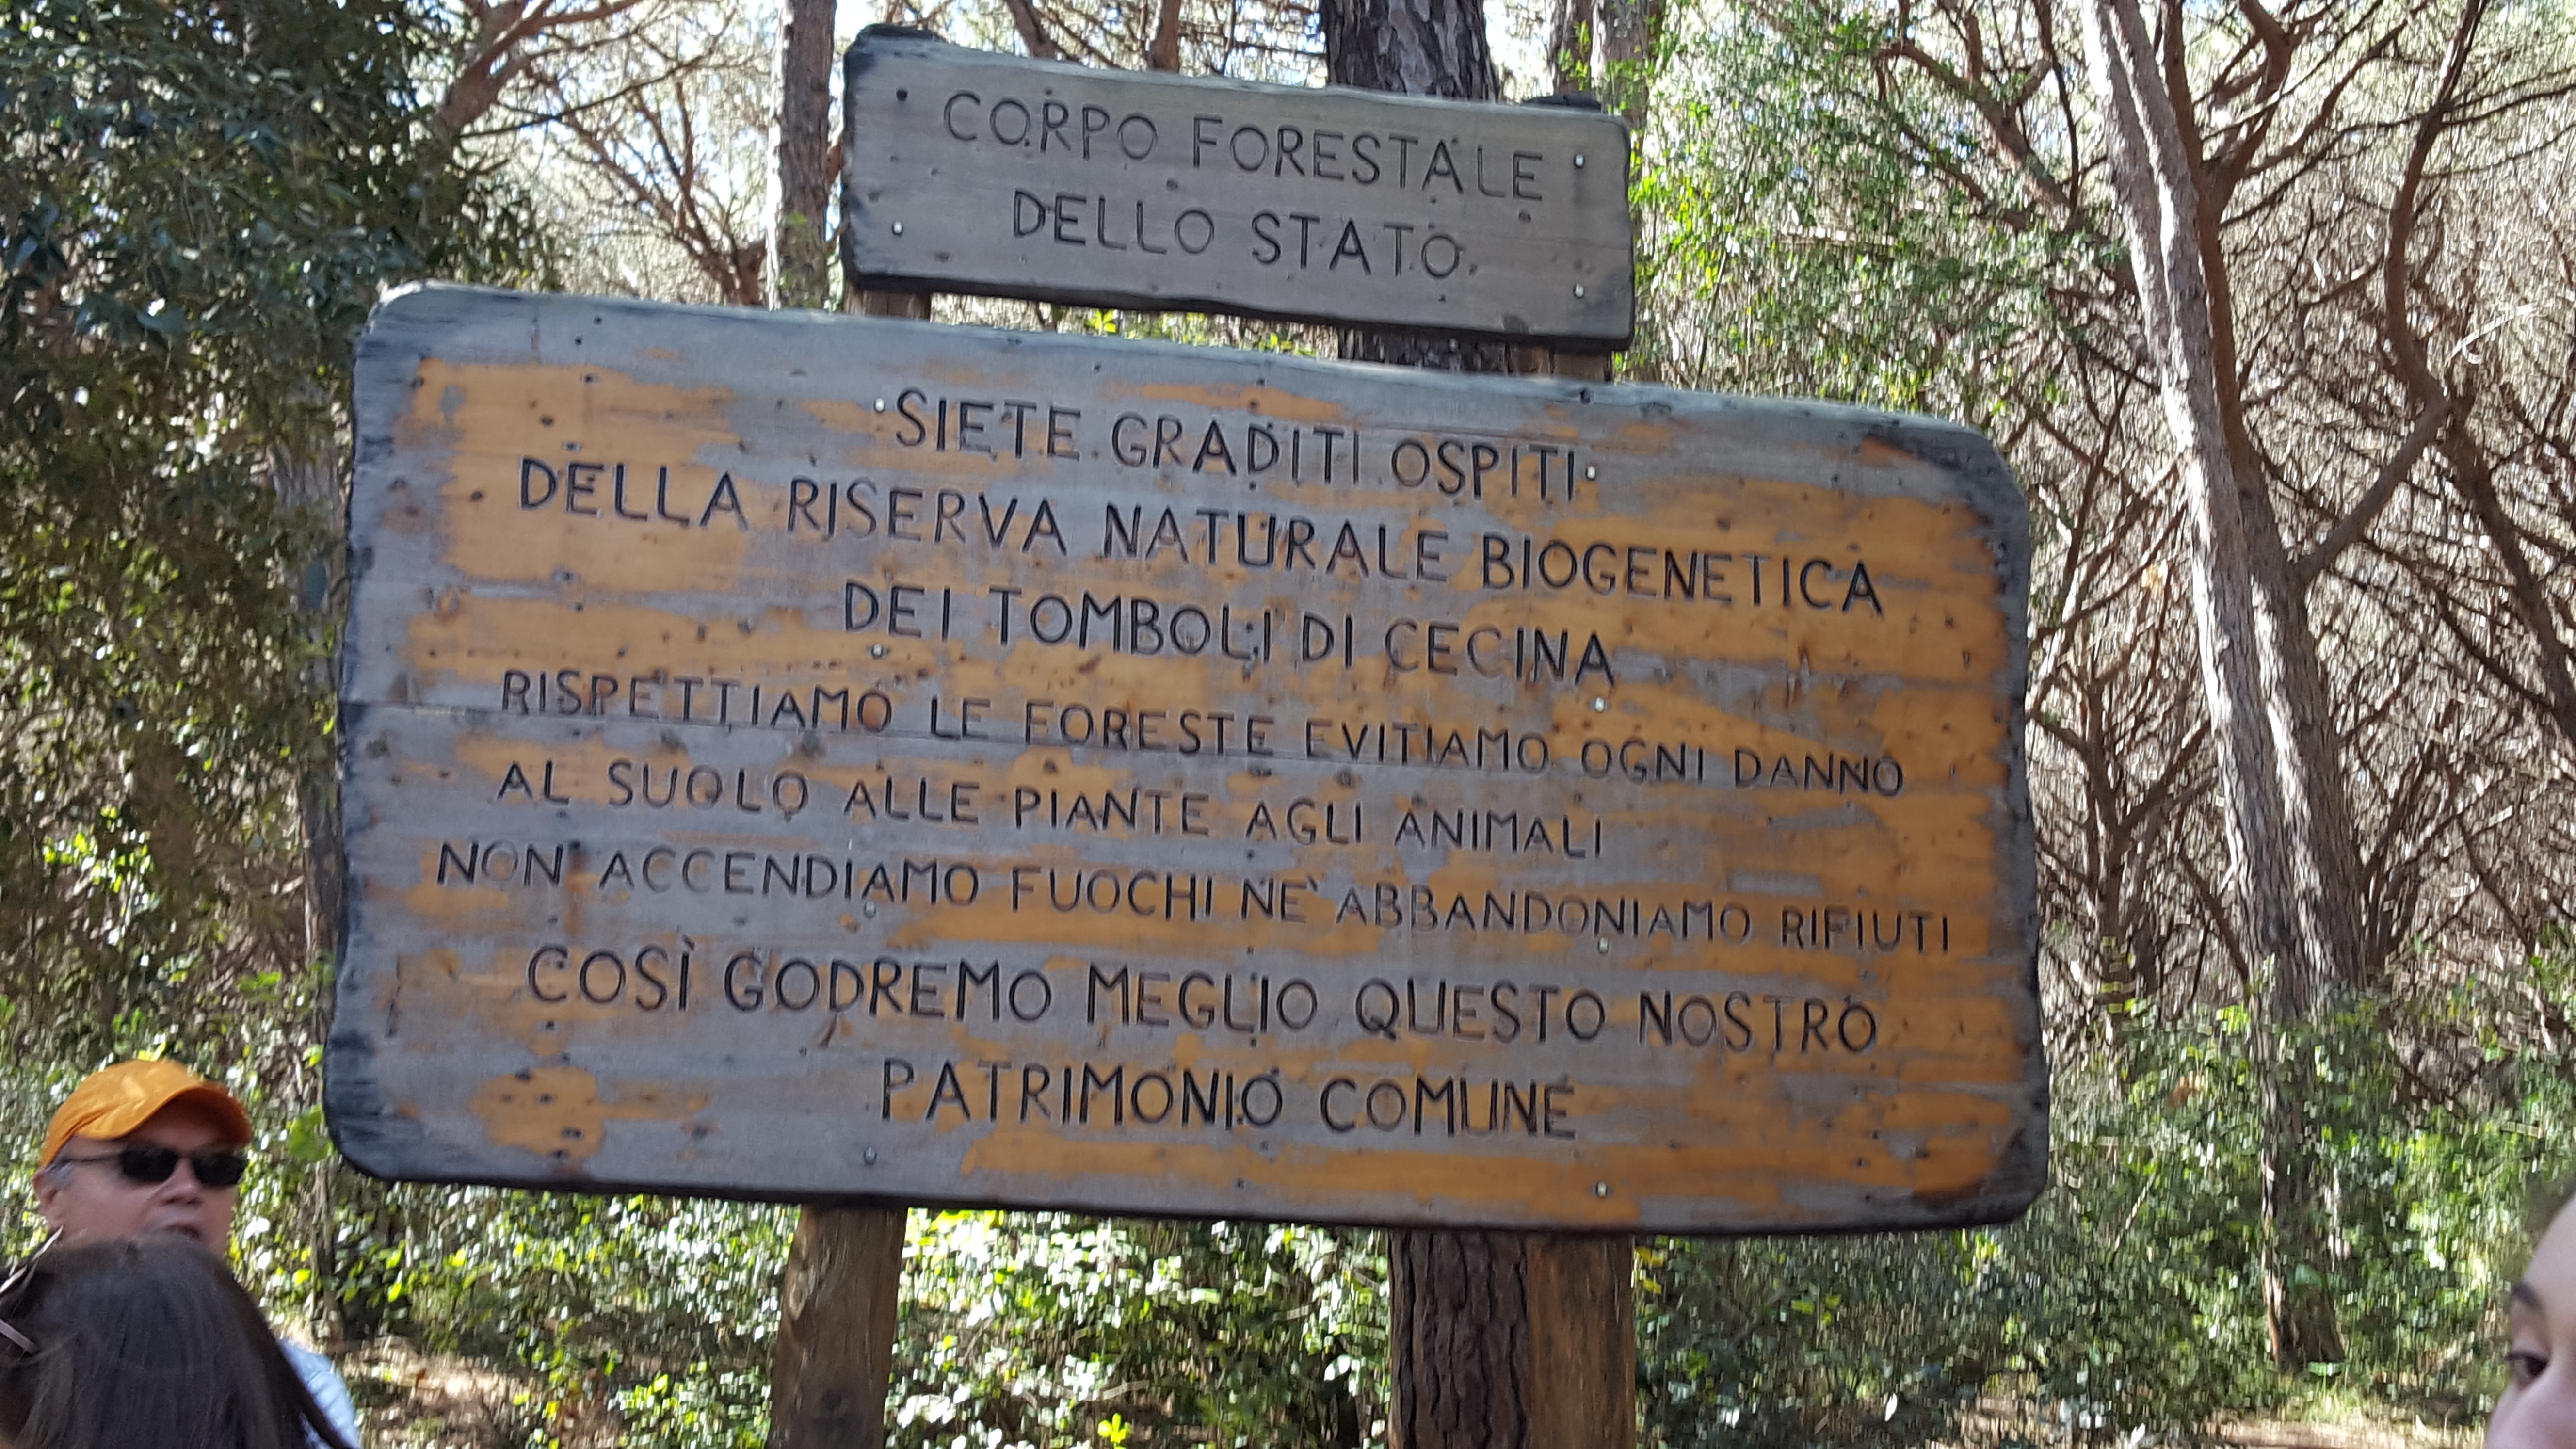 CORPO FORESTALE
DELLO STATO
SIETE GRADITI OSPITI
DELLA RISERVA NATURALE BIOGENETICA
DEI TOMBOLI DI CECINA
RISPETTIAMO LE FORESTE EVITIAMO OGNI DANNO
AL SUOLO ALLE PIANTE AGLI ANIMALI
NON ACCENDIAMO FUOCHI NE' ABBANDONIAMO RIFIUTI
COSÌ GODREMO MEGLIO QUESTO NOSTRO
PATRIMONIO COMUNE